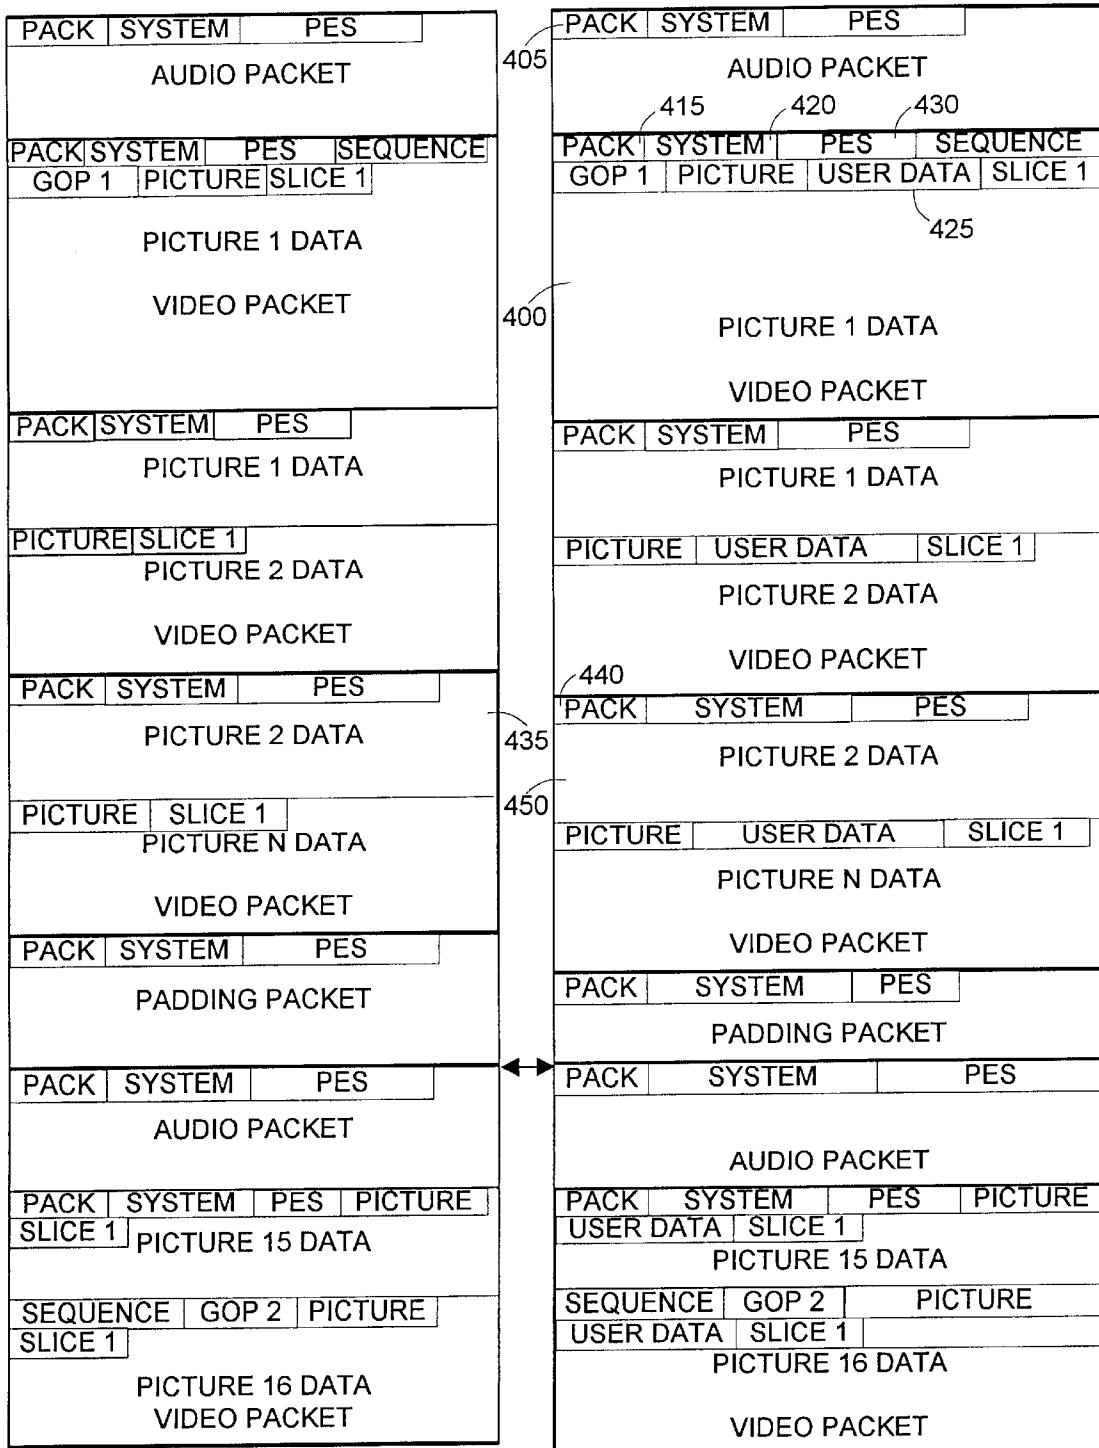 PACK SYSTEM PES
AUDIO PACKET
PACK SYSTEM PES SEQUENCE
GOP 1 PICTURE SLICE 1
PICTURE 1 DATA
VIDEO PACKET
PACK SYSTEM PES
PICTURE 1 DATA
PICTURE SLICE 1
PICTURE 2 DATA
VIDEO PACKET
PACK SYSTEM PES
PICTURE 2 DATA
435
PICTURE SLICE 1
PICTURE N DATA
VIDEO PACKET
PACK SYSTEM PES
PADDING PACKET
PACK SYSTEM PES
AUDIO PACKET
PACK SYSTEM PES PICTURE
SLICE 1
PICTURE 15 DATA
SEQUENCE GOP 2 PICTURE
SLICE 1
PICTURE 16 DATA
VIDEO PACKET
405
PACK SYSTEM PES
AUDIO PACKET
415 420 430
PACK SYSTEM PES SEQUENCE
GOP 1 PICTURE USER DATA SLICE 1
425
400
PICTURE 1 DATA
VIDEO PACKET
PACK SYSTEM PES
PICTURE 1 DATA
PICTURE USER DATA SLICE 1
PICTURE 2 DATA
VIDEO PACKET
440
PACK SYSTEM PES
PICTURE 2 DATA
450
PICTURE USER DATA SLICE 1
PICTURE N DATA
VIDEO PACKET
PACK SYSTEM PES
PADDING PACKET
PACK SYSTEM PES
AUDIO PACKET
PACK SYSTEM PES PICTURE
USER DATA SLICE 1
PICTURE 15 DATA
SEQUENCE GOP 2 PICTURE
USER DATA SLICE 1
PICTURE 16 DATA
VIDEO PACKET